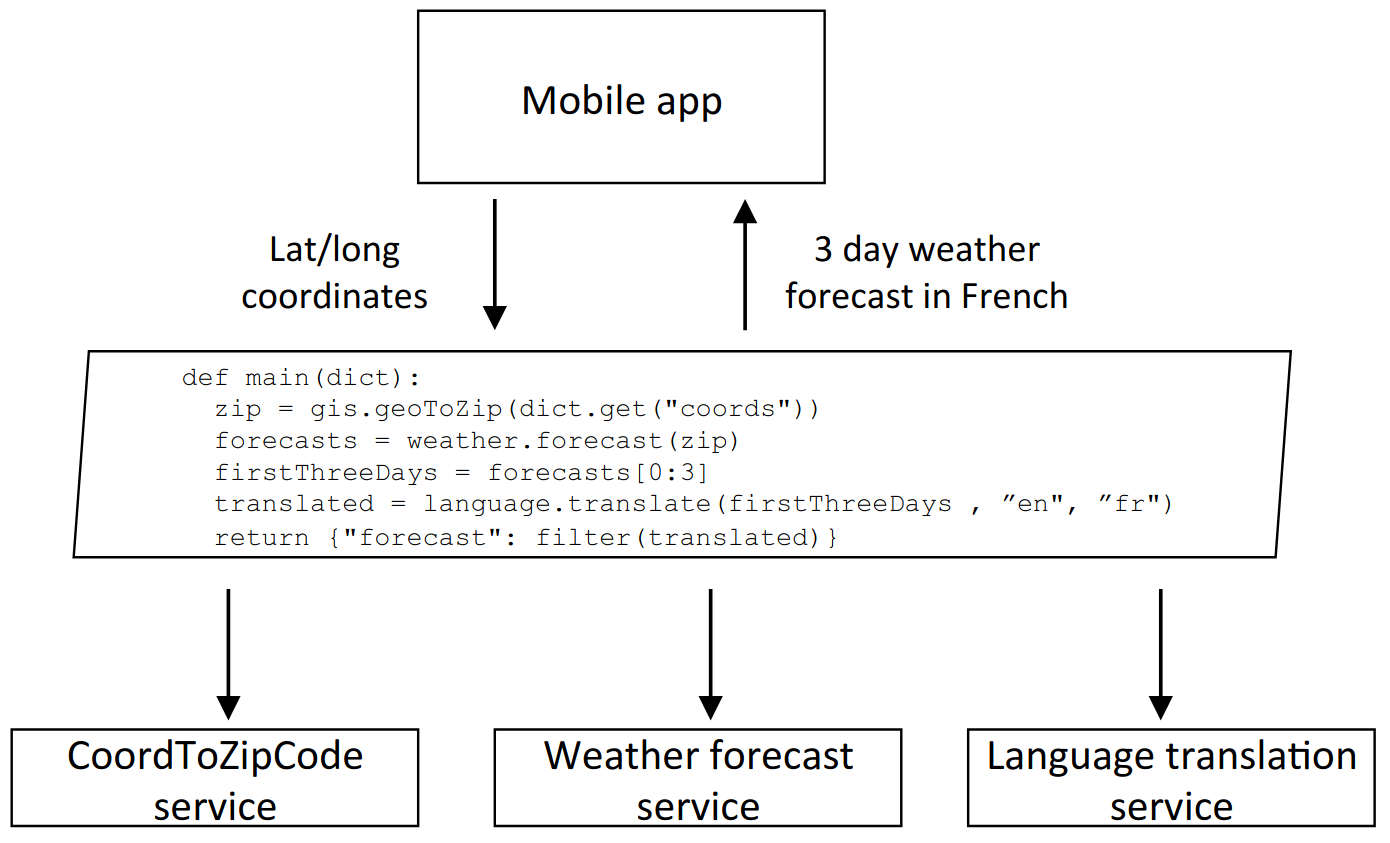 Mobile app
Lat/long
coordinates
3 day weather
forecast in French
def main(dict):
zip = gis.geoToZip(dict.get("coords"))
forecasts = weather.forecast(zip)
firstThreeDays = forecasts[0:3]
translated = language.translate(firstThreeDays , ”en", ”fr")
return {"forecast": filter(translated)}
CoordToZipCode
service
Weather forecast
service
Language translation
service